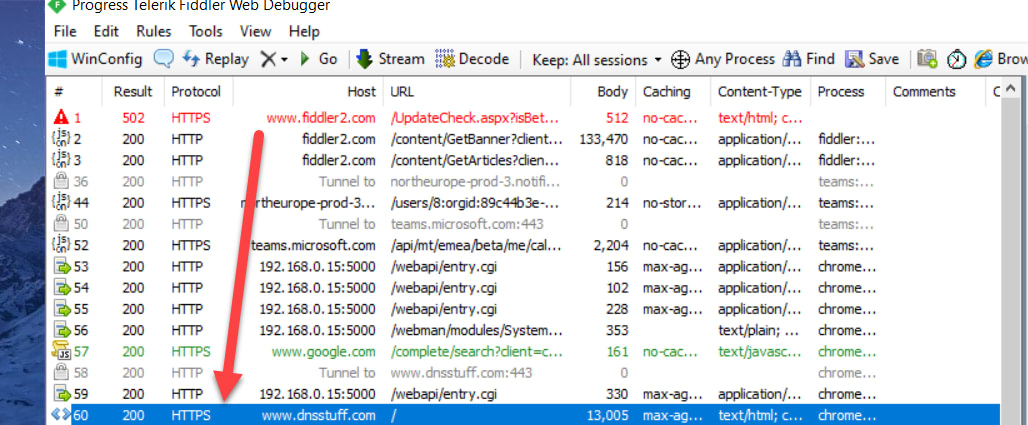 Progress Telerik Fiddler Web Debugger
File Edit Rules Tools View Help
WinConfig Replay Go Stream Decode Keep: All sessions Any Process Find Save Brow
# Result Protocol Host URL Body Caching Content-Type Process Comments C
1 502 HTTPS www.fiddler2.com /UpdateCheck.aspx?isBet... 512 no-cac... text/html; c...
2 200 HTTP fiddler2.com /content/GetBanner?client... 133,470 no-cac... application/... fiddler:...
3 200 HTTP fiddler2.com /content/GetArticles?clien... 818 no-cac... application/... fiddler:...
36 200 HTTP Tunnel to northeurope-prod-3.notifi... 0 teams:...
44 200 HTTPS northeurope-prod-3... /users/8:orgid:89c44b3e-... 214 no-stor... application/... teams:...
50 200 HTTP Tunnel to teams.microsoft.com:443 0 teams:...
52 200 HTTPS teams.microsoft.com /api/mt/emea/beta/me/cal... 2,204 no-cac... application/... teams:...
53 200 HTTP 192.168.0.15:5000 /webapi/entry.cgi 156 max-ag... application/... chrome...
54 200 HTTP 192.168.0.15:5000 /webapi/entry.cgi 102 max-ag... application/... chrome...
55 200 HTTP 192.168.0.15:5000 /webapi/entry.cgi 228 max-ag... application/... chrome...
56 200 HTTP 192.168.0.15:5000 /webman/modules/System... 353 text/plain; ... chrome...
57 200 HTTPS www.google.com /complete/search?client=c... 161 no-cac... text/javasc... chrome...
58 200 HTTP Tunnel to www.dnsstuff.com:443 0 chrome...
59 200 HTTP 192.168.0.15:5000 /webapi/entry.cgi 330 max-ag... application/... chrome...
60 200 HTTPS www.dnsstuff.com / 13,005 max-ag... text/html; c... chrome...